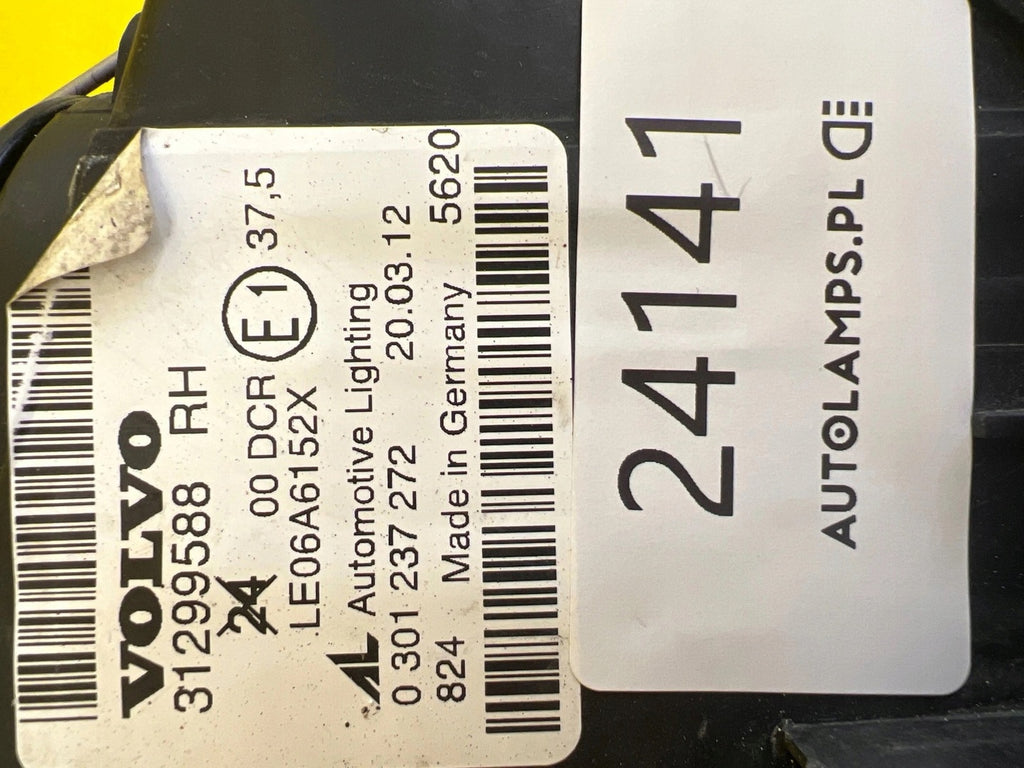 VOLVO
31299588 RH
24 00 DCR E1 37,5
LE06A6152X
AL Automotive Lighting
0 301 237 272 20.03.12
824 Made in Germany 5620
24141
AUTOLAMPS.PL